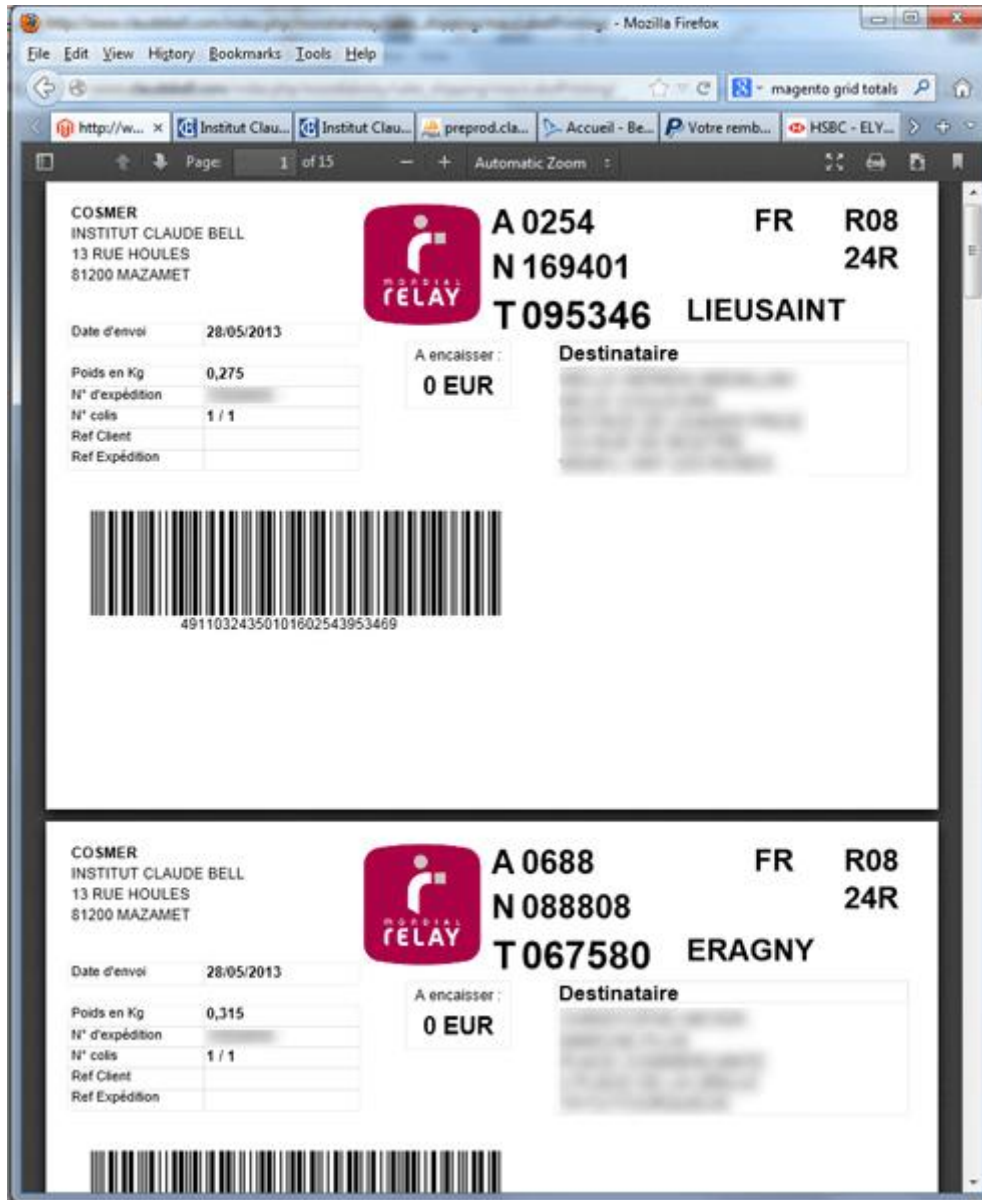 - Mozilla Firefox
File Edit View History Bookmarks Tools Help
magento grid totals
http://w... Institut Clau... Institut Clau... preprod.cla... Accueil - Be... Votre remb... HSBC - ELY...
Page: 1 of 15 Automatic Zoom
COSMER
INSTITUT CLAUDE BELL
13 RUE HOULES
81200 MAZAMET
MONDIAL
RELAY
A 0254 FR R08
N 169401 24R
T 095346 LIEUSAINT
Date d'envoi 28/05/2013
A encaisser :
0 EUR
Destinataire
Poids en Kg 0,275
N° d'expédition
N° colis 1 / 1
Ref Client
Ref Expédition
49110324350101602543953469
COSMER
INSTITUT CLAUDE BELL
13 RUE HOULES
81200 MAZAMET
MONDIAL
RELAY
A 0688 FR R08
N 088808 24R
T 067580 ERAGNY
Date d'envoi 28/05/2013
A encaisser :
0 EUR
Destinataire
Poids en Kg 0,315
N° d'expédition
N° colis 1 / 1
Ref Client
Ref Expédition